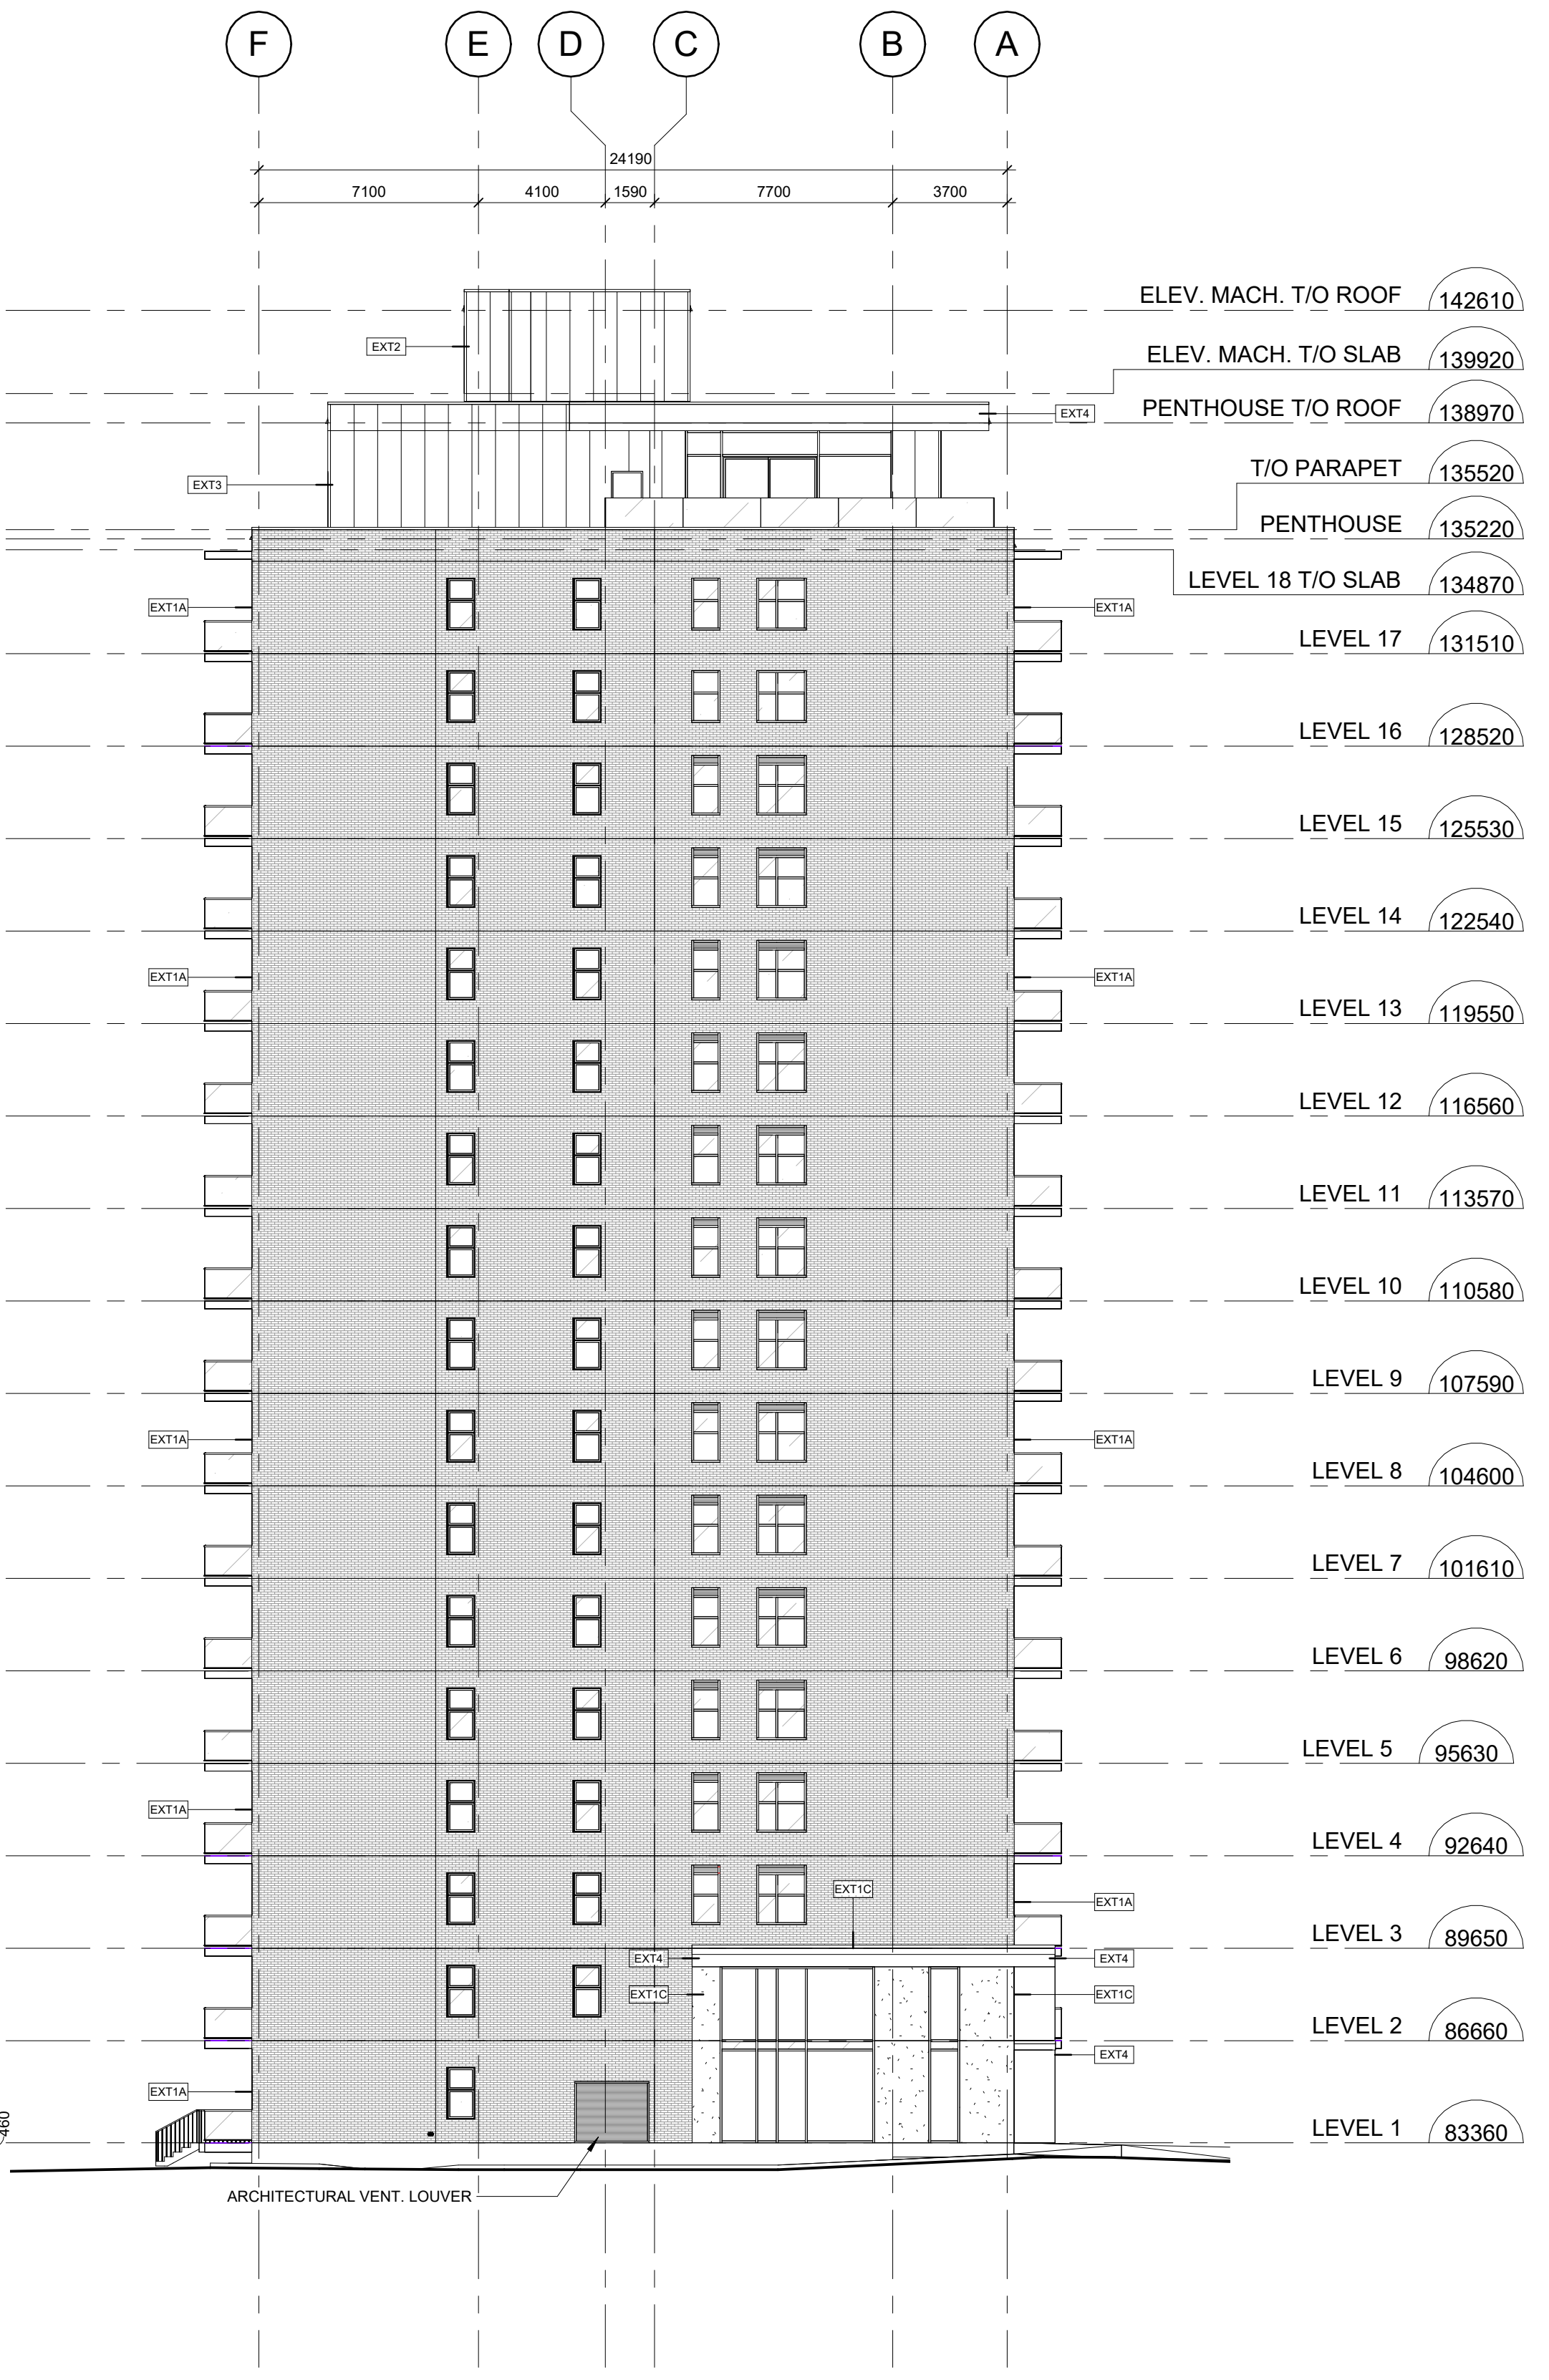 F E D C B A
24190
7100 4100 1590 7700 3700
ELEV. MACH. T/O ROOF 142610
EXT2
ELEV. MACH. T/O SLAB 139920
EXT4 PENTHOUSE T/O ROOF 138970
T/O PARAPET 135520
EXT3
PENTHOUSE 135220
LEVEL 18 T/O SLAB 134870
EXT1A EXT1A
LEVEL 17 131510
LEVEL 16 128520
LEVEL 15 125530
LEVEL 14 122540
EXT1A EXT1A
LEVEL 13 119550
LEVEL 12 116560
LEVEL 11 113570
LEVEL 10 110580
LEVEL 9 107590
EXT1A EXT1A
LEVEL 8 104600
LEVEL 7 101610
LEVEL 6 98620
LEVEL 5 95630
EXT1A
LEVEL 4 92640
EXT1C
EXT1A
LEVEL 3 89650
EXT4 EXT4
EXT1C EXT1C
LEVEL 2 86660
EXT4
EXT1A
460
LEVEL 1 83360
ARCHITECTURAL VENT. LOUVER